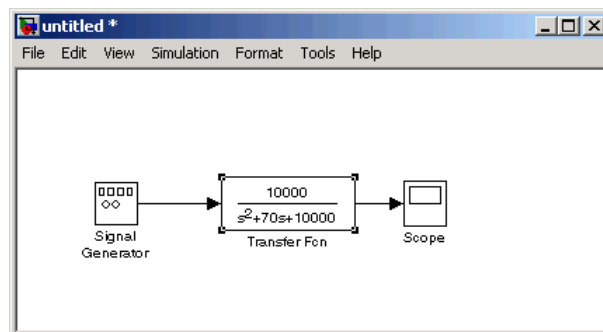 untitled *
File Edit View Simulation Format Tools Help
10000
s²+70s+10000
Signal
Generator
Transfer Fcn
Scope